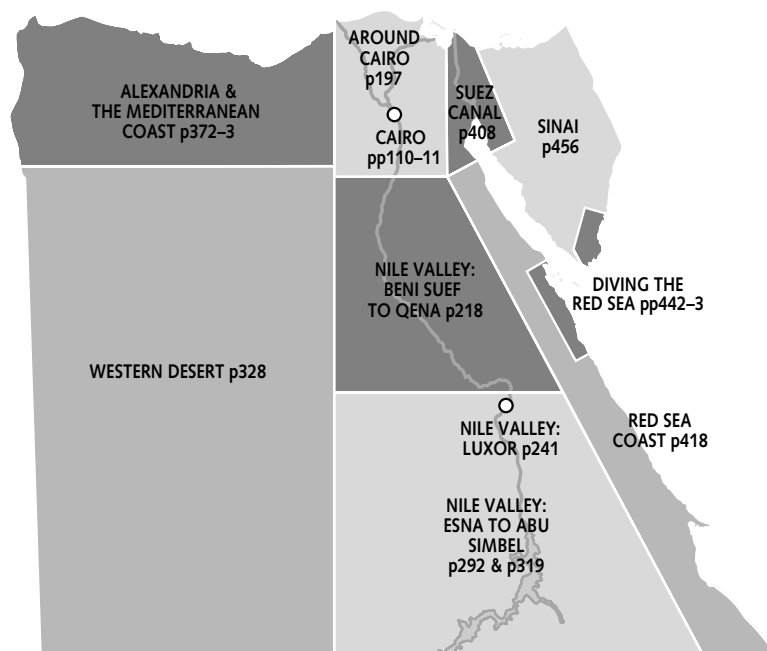 AROUND
CAIRO
p197
ALEXANDRIA &
THE MEDITERRANEAN
COAST p372–3
SUEZ
CANAL
p408
SINAI
p456
CAIRO
pp110–11
NILE VALLEY:
BENI SUEF
TO QENA p218
DIVING THE
RED SEA pp442–3
WESTERN DESERT p328
RED SEA
COAST p418
NILE VALLEY:
LUXOR p241
NILE VALLEY:
ESNA TO ABU
SIMBEL
p292 & p319